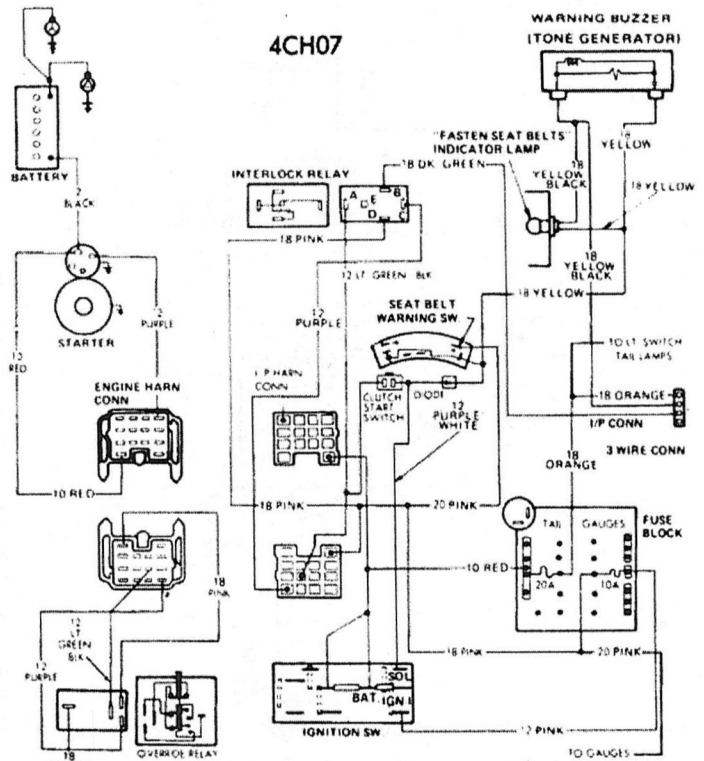 4CH07
WARNING BUZZER
(TONE GENERATOR)
BATTERY
2
BLACK
INTERLOCK RELAY
A
B
E
D
C
18 DK GREEN
"FASTEN SEAT BELTS"
INDICATOR LAMP
18
YELLOW
BLACK
18
YELLOW
18 YELLOW
18
YELLOW
BLACK
18 PINK
12 LT GREEN BLK
18 YELLOW
STARTER
12
PURPLE
12
RED
12
PURPLE
SEAT BELT
WARNING SW.
TO LT SWITCH
TAIL LAMPS
ENGINE HARN
CONN
I/P HARN
CONN
CLUTCH
START
SWITCH
DIODE
12
PURPLE
WHITE
18 ORANGE
I/P CONN
3 WIRE CONN
18
ORANGE
10 RED
18 PINK
20 PINK
TAIL
GAUGES
FUSE
BLOCK
10 RED
20A
10A
18
PINK
12
LT
GREEN
BLK
12
PURPLE
18 PINK
20 PINK
SOL
BAT.
IGN I
IGNITION SW
12 PINK
18
OVERRDE RELAY
TO GAUGES